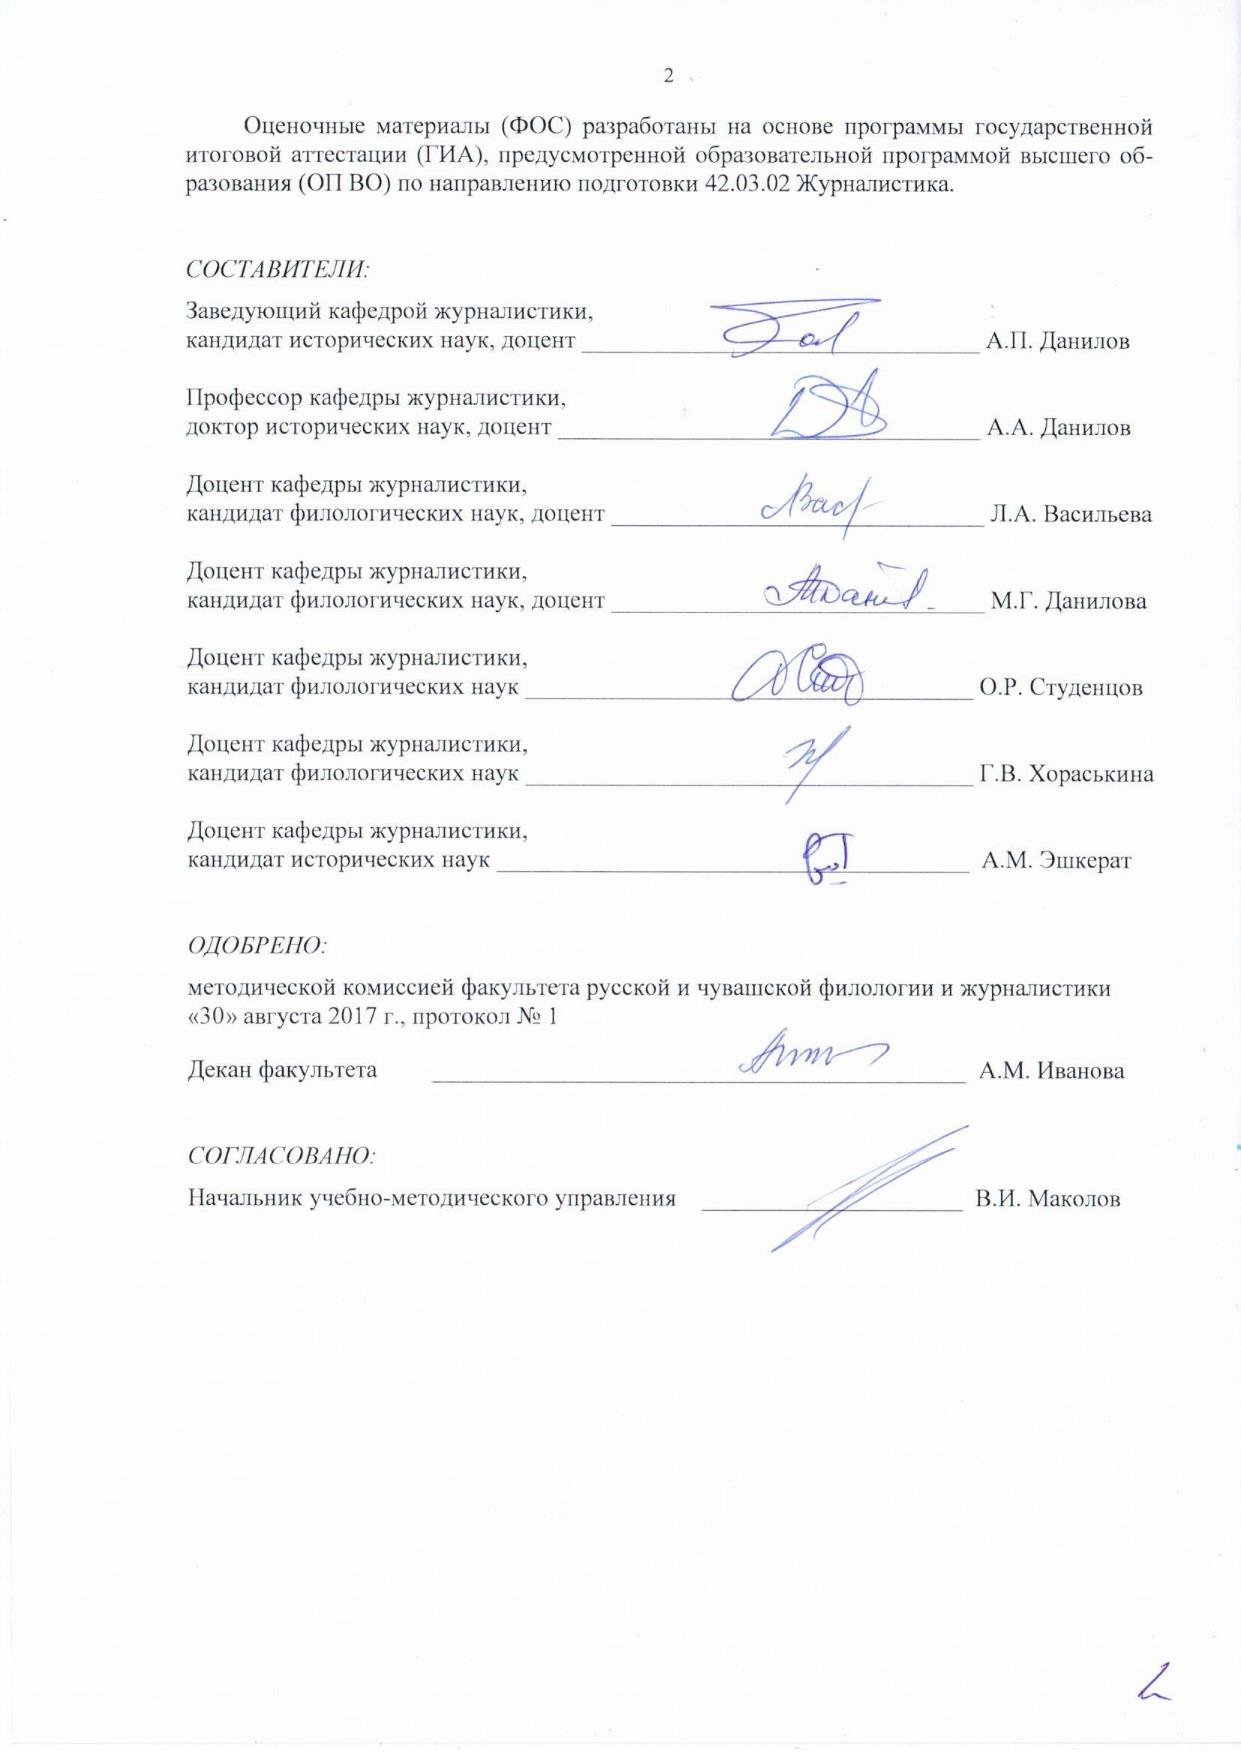 2
Оценочные материалы (ФОС) разработаны на основе программы государственной
итоговой аттестации (ГИА), предусмотренной образовательной программой высшего об-
разования (ОП ВО) по направлению подготовки 42.03.02 Журналистика.
СОСТАВИТЕЛИ:
Заведующий кафедрой журналистики,
кандидат исторических наук, доцент А.П. Данилов
Профессор кафедры журналистики,
доктор исторических наук, доцент А.А. Данилов
Доцент кафедры журналистики,
кандидат филологических наук, доцент Л.А. Васильева
Доцент кафедры журналистики,
кандидат филологических наук, доцент М.Г. Данилова
Доцент кафедры журналистики,
кандидат филологических наук О.Р. Студенцов
Доцент кафедры журналистики,
кандидат филологических наук Г.В. Хораськина
Доцент кафедры журналистики,
кандидат исторических наук А.М. Эшкерат
ОДОБРЕНО:
методической комиссией факультета русской и чувашской филологии и журналистики
«30» августа 2017 г., протокол № 1
Декан факультета А.М. Иванова
СОГЛАСОВАНО:
Начальник учебно-методического управления В.И. Маколов